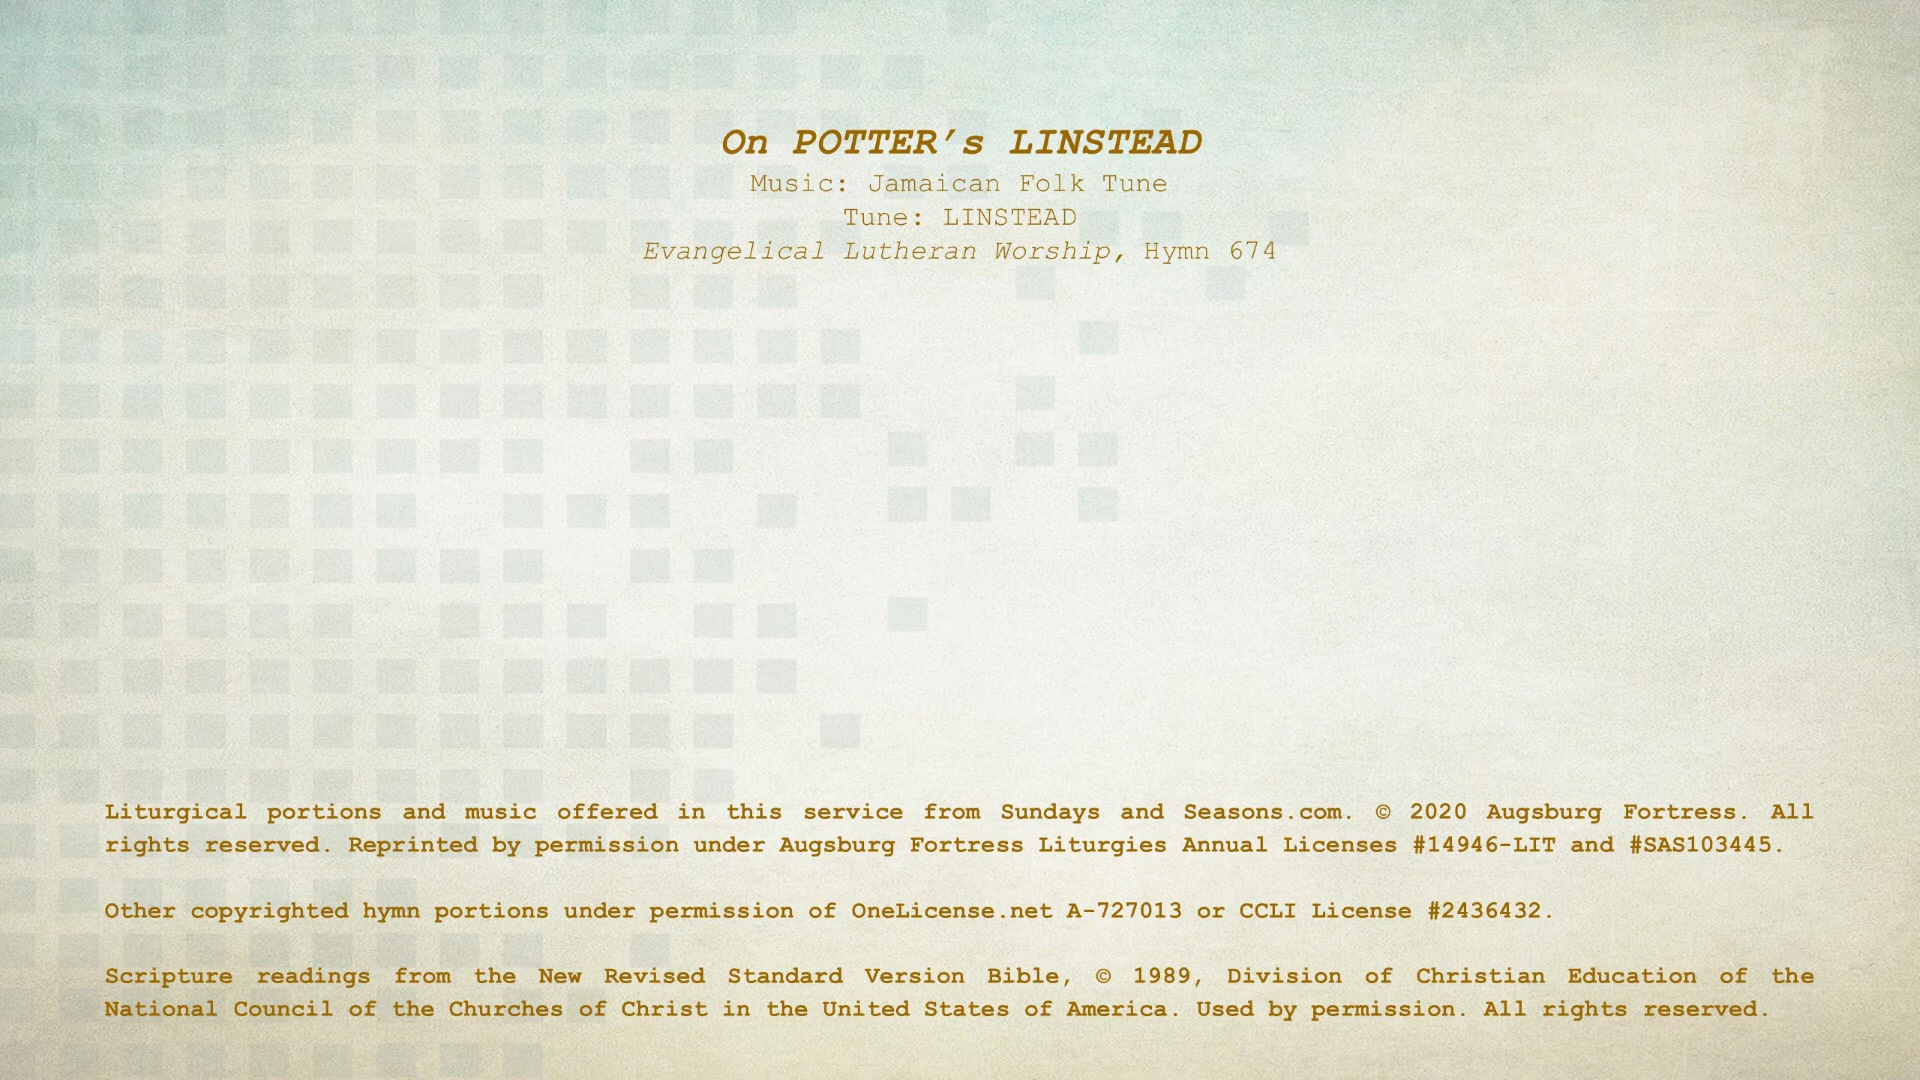 On POTTER’s LINSTEAD
Music: Jamaican Folk Tune
Tune: LINSTEAD
Evangelical Lutheran Worship, Hymn 674
Liturgical portions and music offered in this service from Sundays and Seasons.com. © 2020 Augsburg Fortress. All
rights reserved. Reprinted by permission under Augsburg Fortress Liturgies Annual Licenses #14946-LIT and #SAS103445.
Other copyrighted hymn portions under permission of OneLicense.net A-727013 or CCLI License #2436432.
Scripture readings from the New Revised Standard Version Bible, © 1989, Division of Christian Education of the
National Council of the Churches of Christ in the United States of America. Used by permission. All rights reserved.